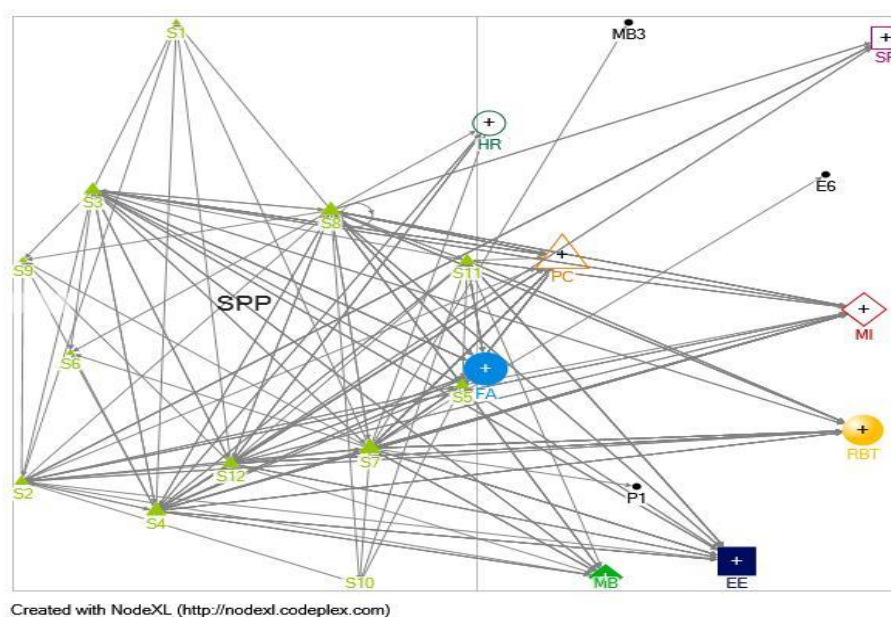 S1
MB3
SF
HR
S3
S8
E6
S9
S11
PC
SPP
MI
S6
S5
FA
RBT
S7
S12
S2
P1
S4
S10
MB
EE
Created with NodeXL (http://nodexl.codeplex.com)